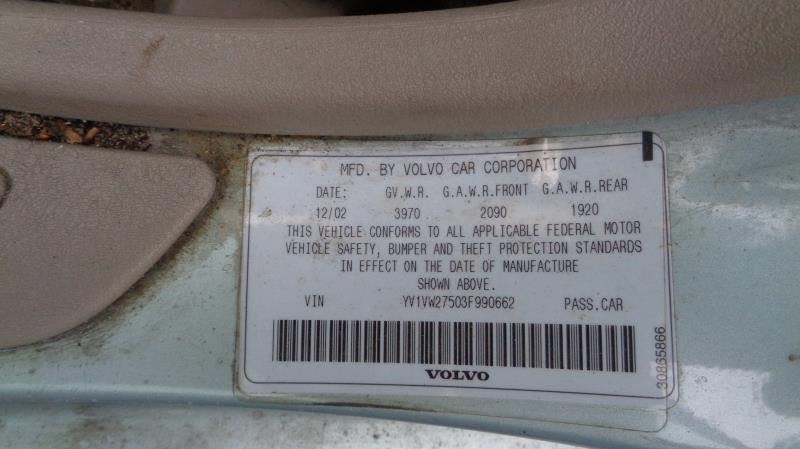 MFD. BY VOLVO CAR CORPORATION
DATE: GV.W.R. G.A.W.R.FRONT G.A.W.R.REAR
12/02 3970 2090 1920
THIS VEHICLE CONFORMS TO ALL APPLICABLE FEDERAL MOTOR
VEHICLE SAFETY, BUMPER AND THEFT PROTECTION STANDARDS
IN EFFECT ON THE DATE OF MANUFACTURE
SHOWN ABOVE.
VIN YV1VW27503F990662 PASS.CAR
VOLVO
30865866